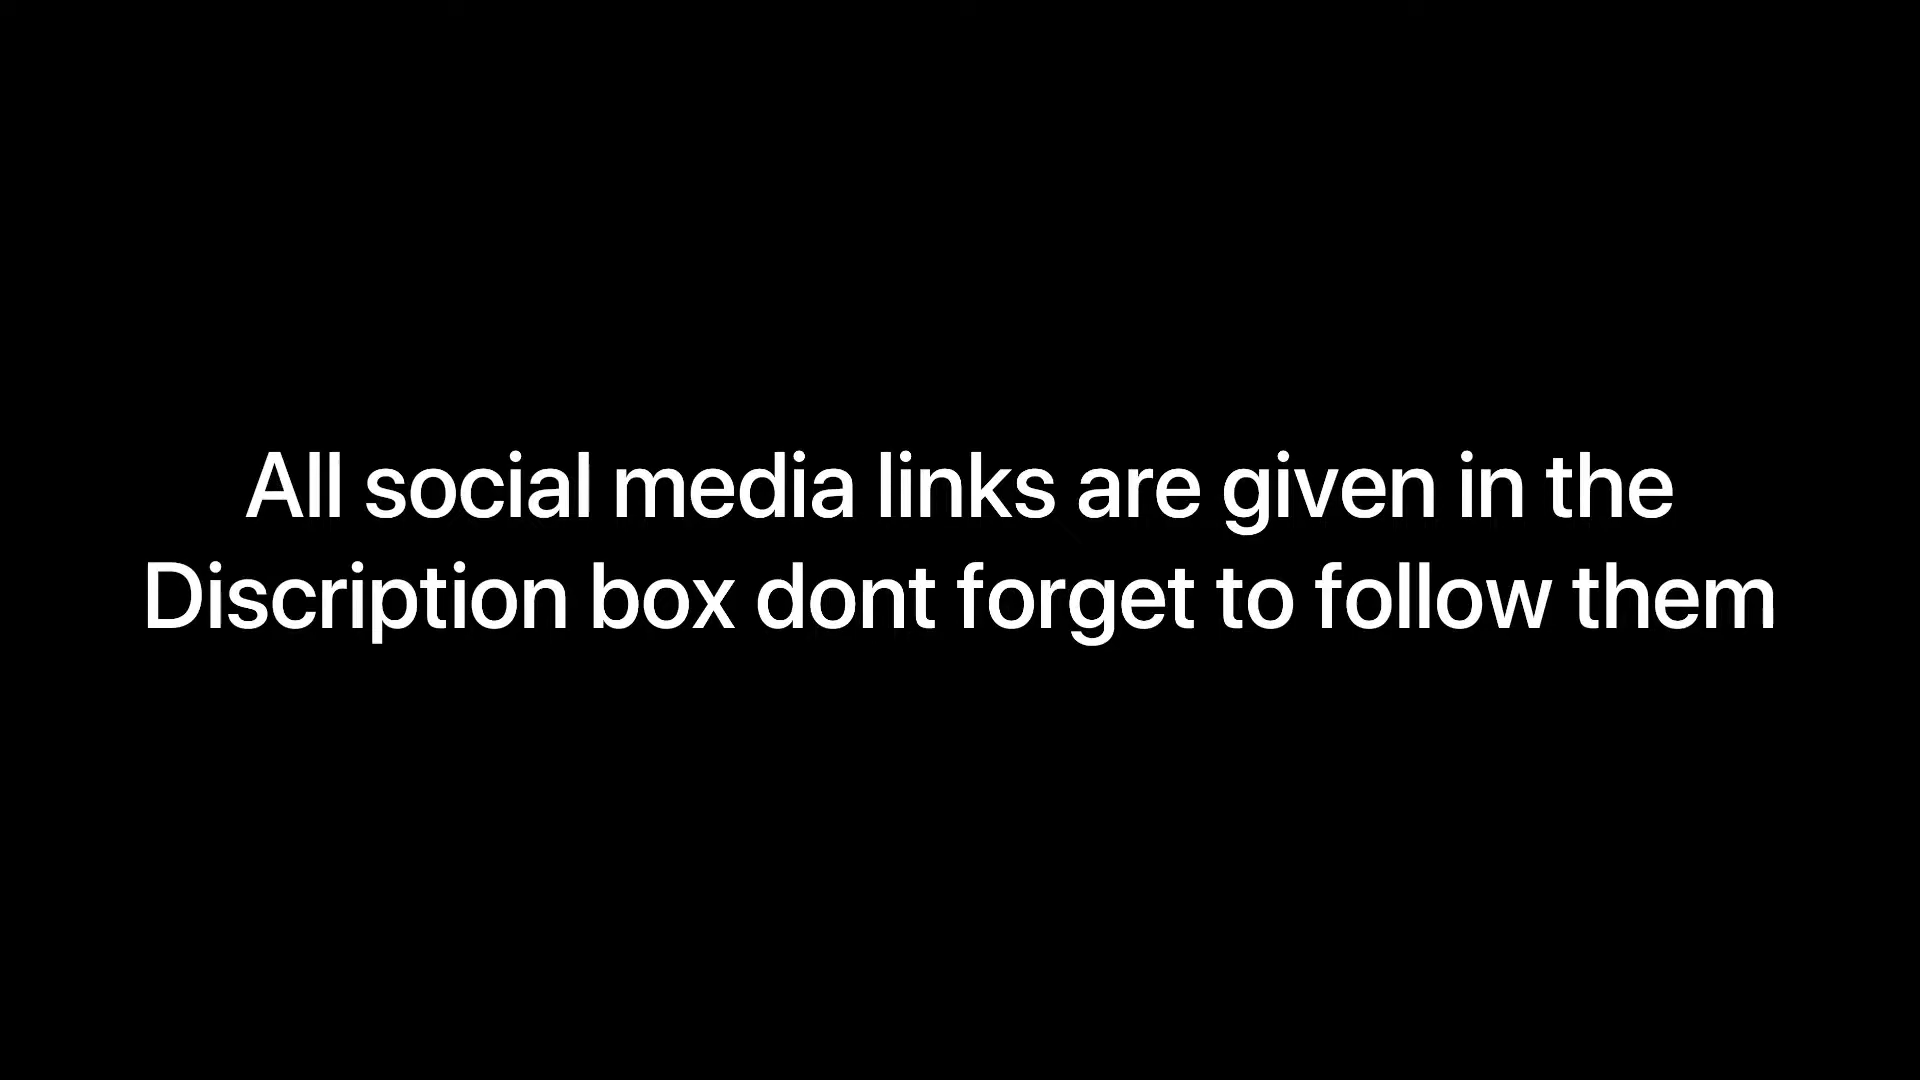 All social media links are given in the
Discription box dont forget to follow them